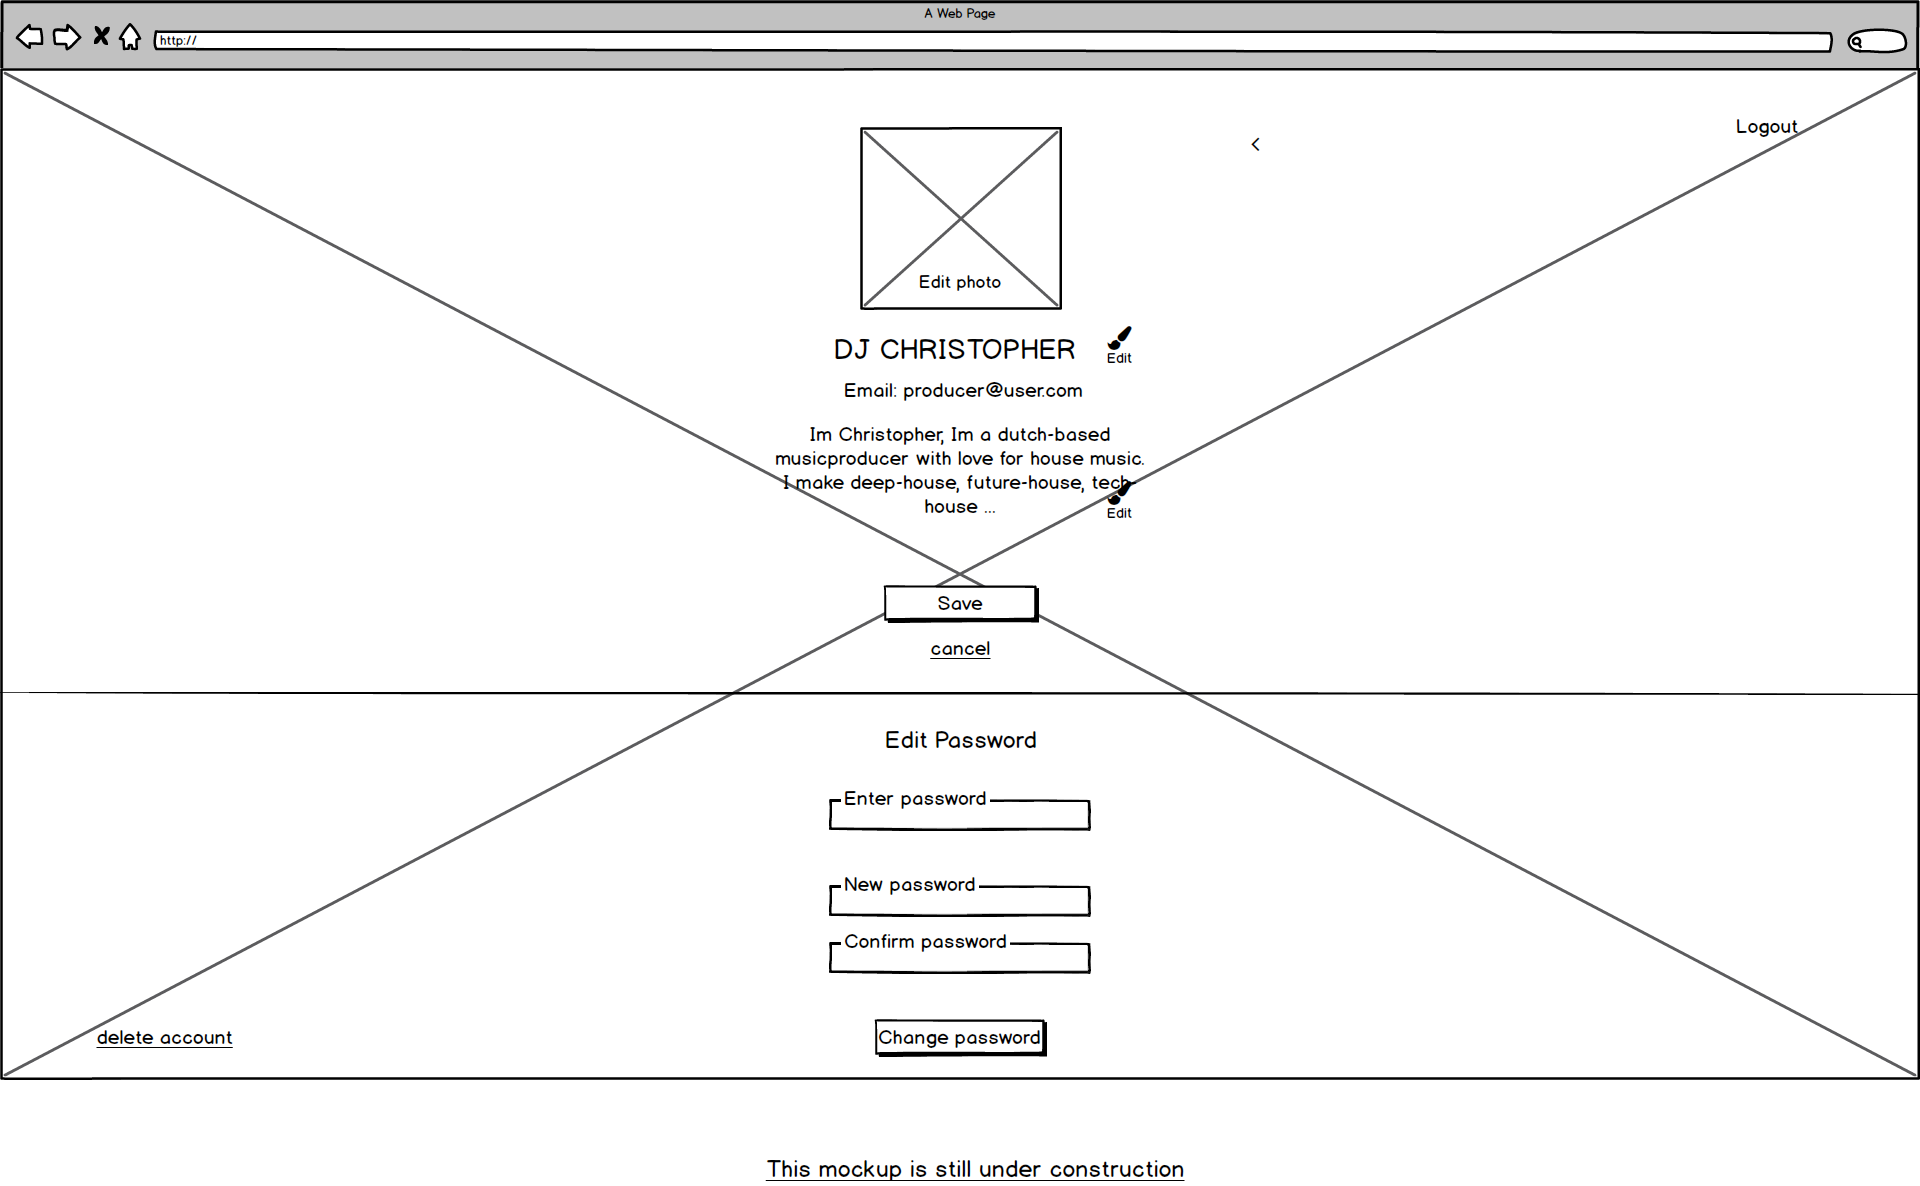 A Web Page
http://
Logout
<
Edit photo
DJ CHRISTOPHER
Edit
Email: producer@user.com
Im Christopher, Im a dutch-based
musicproducer with love for house music.
I make deep-house, future-house, tech-
house ...
Edit
Save
cancel
Edit Password
Enter password
New password
Confirm password
delete account
Change password
This mockup is still under construction